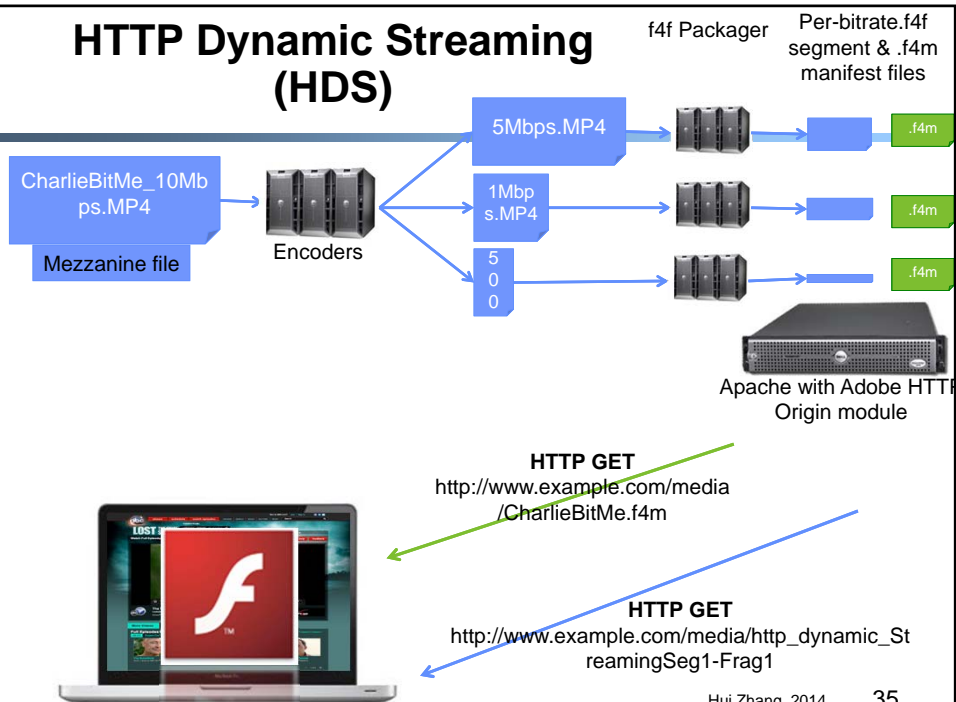 HTTP Dynamic Streaming
(HDS)
f4f Packager
Per-bitrate.f4f
segment & .f4m
manifest files
CharlieBitMe_10Mb
ps.MP4
Mezzanine file
Encoders
5Mbps.MP4
.f4m
1Mbp
s.MP4
.f4m
5
0
0
.f4m
Apache with Adobe HTTP
Origin module
HTTP GET
http://www.example.com/media
/CharlieBitMe.f4m
LOST
TM
HTTP GET
http://www.example.com/media/http_dynamic_St
reamingSeg1-Frag1
Hui Zhang, 2014
35